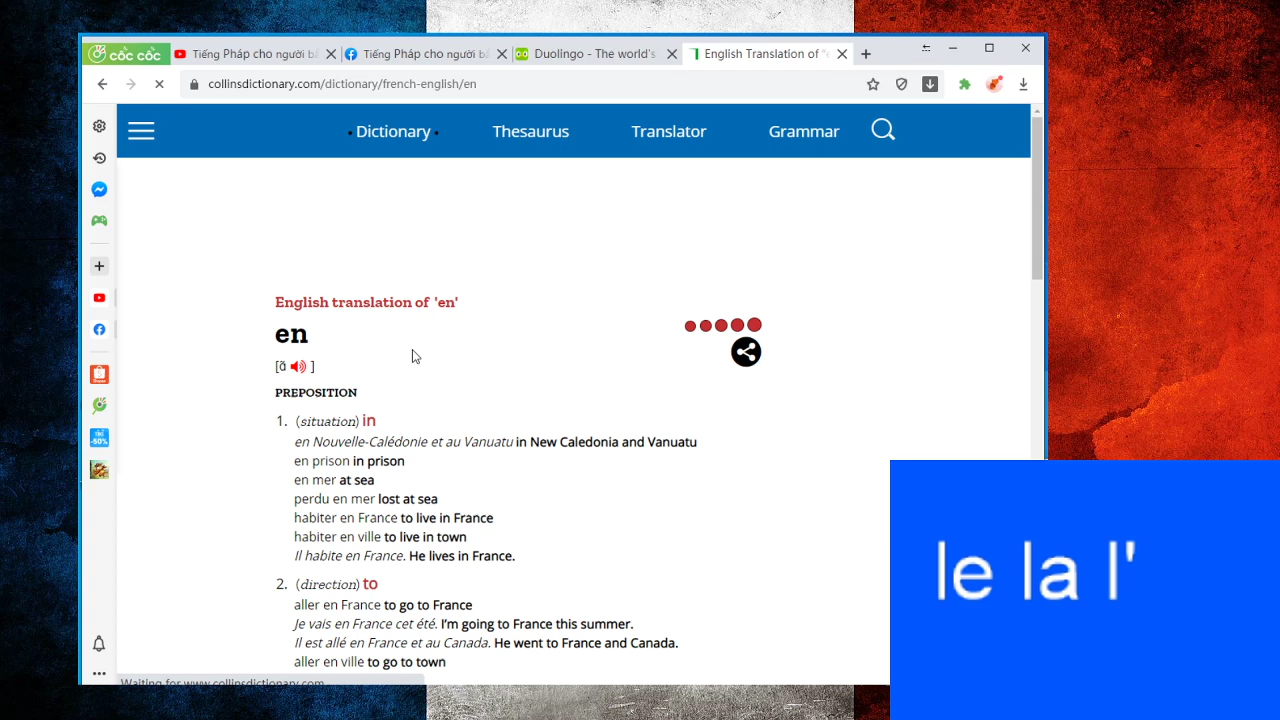 cốc cốc
Tiếng Pháp cho người bắ
Tiếng Pháp cho người bắ
Duolingo - The world's
English Translation of “e
collinsdictionary.com/dictionary/french-english/en
Dictionary
Thesaurus
Translator
Grammar
English translation of 'en'
en
[ɑ̃ ]
PREPOSITION
1. (situation) in
en Nouvelle-Calédonie et au Vanuatu in New Caledonia and Vanuatu
en prison in prison
en mer at sea
perdu en mer lost at sea
habiter en France to live in France
habiter en ville to live in town
Il habite en France. He lives in France.
2. (direction) to
aller en France to go to France
Je vais en France cet été. I'm going to France this summer.
Il est allé en France et au Canada. He went to France and Canada.
aller en ville to go to town
Waiting for www.collinsdictionary.com
-50%
le la l'